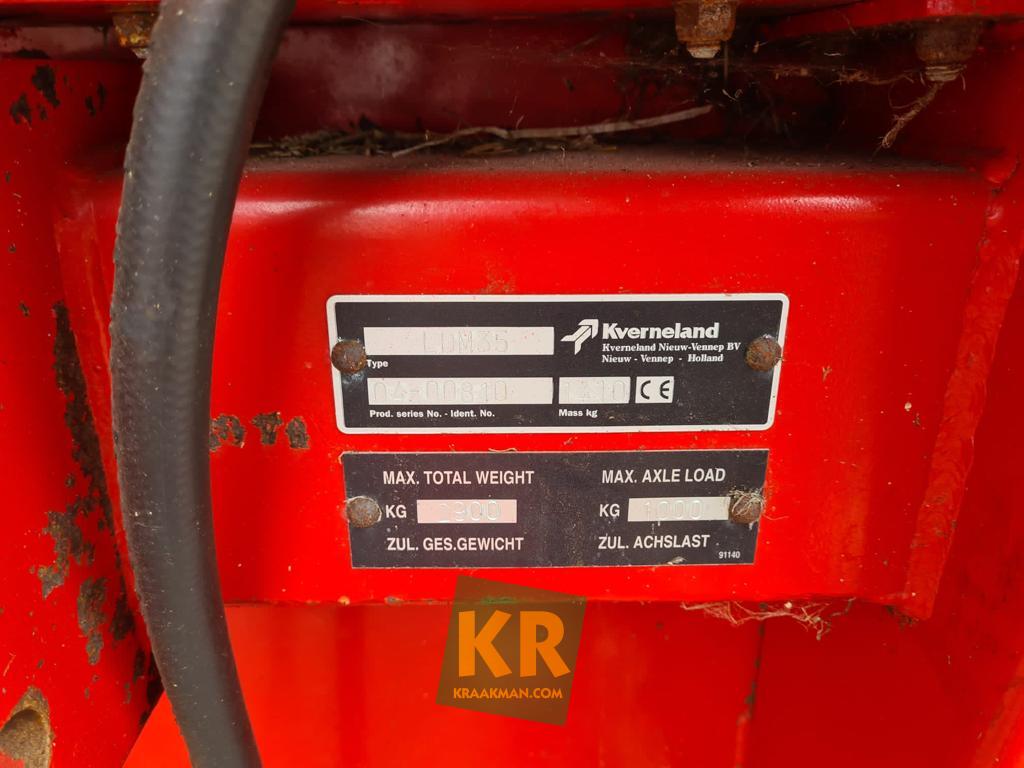 LDM35
Type
Kverneland
Kverneland Nieuw-Vennep BV
Nieuw - Vennep - Holland
04-00810
Prod. series No. - Ident. No.
Mass kg
CE
MAX. TOTAL WEIGHT
KG
ZUL. GES.GEWICHT
MAX. AXLE LOAD
KG 1000
ZUL. ACHSLAST
91140
KR
KRAAKMAN.COM